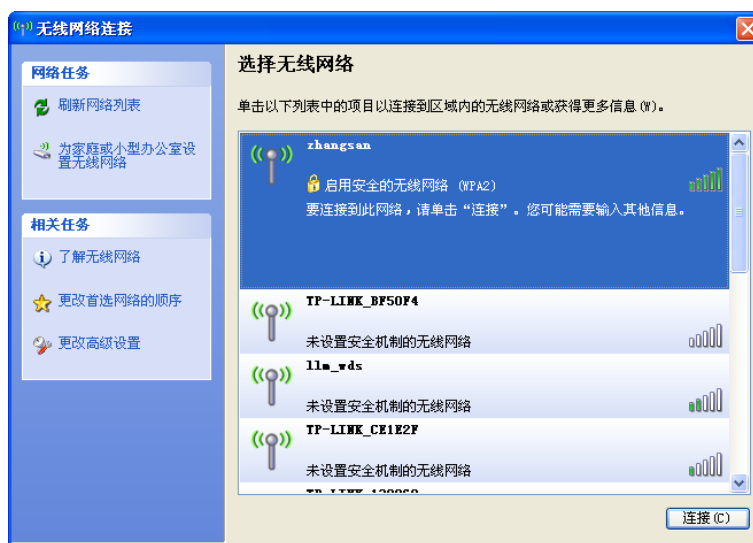 无线网络连接
网络任务
刷新网络列表
为家庭或小型办公室设
置无线网络
相关任务
了解无线网络
更改首选网络的顺序
更改高级设置
选择无线网络
单击以下列表中的项目以连接到区域内的无线网络或获得更多信息(W)。
zhangsan
启用安全的无线网络 (WPA2)
要连接到此网络，请单击“连接”。您可能需要输入其他信息。
TP-LINK_BF50F4
未设置安全机制的无线网络
llm_wds
未设置安全机制的无线网络
TP-LINK_CE1E2F
未设置安全机制的无线网络
连接(C)